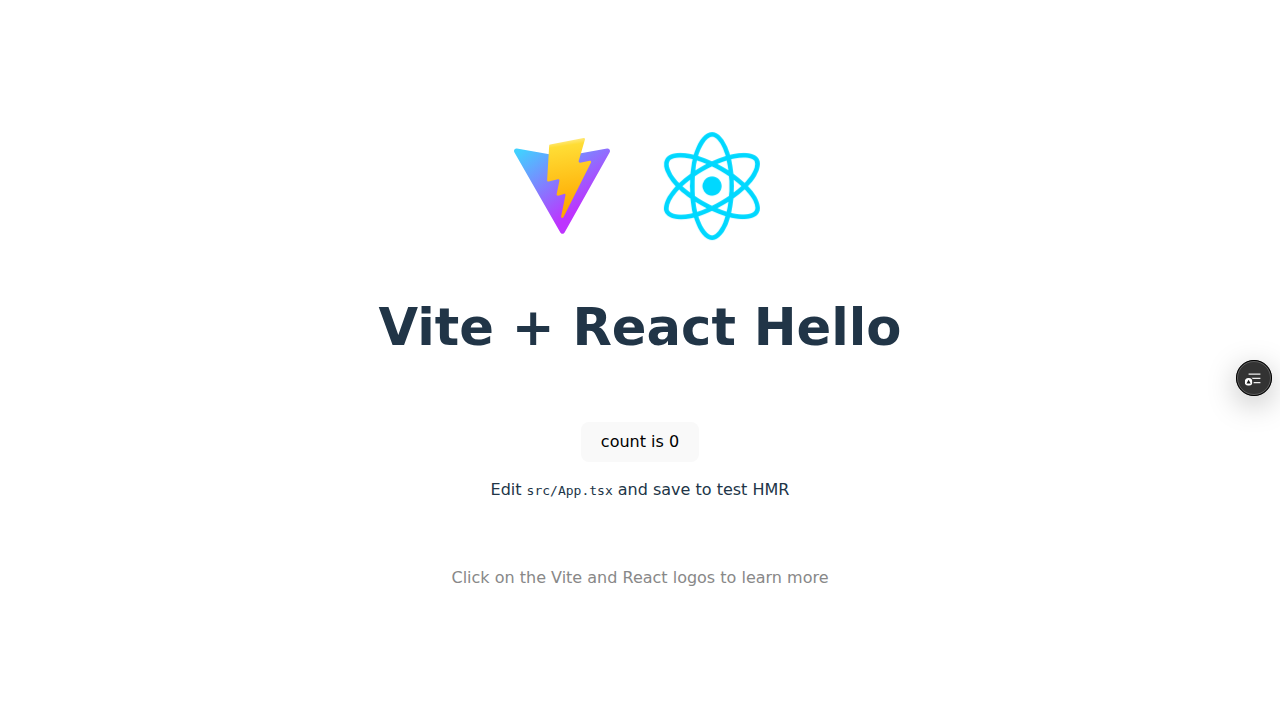 Vite + React Hello
count is 0
Edit src/App.tsx and save to test HMR
Click on the Vite and React logos to learn more